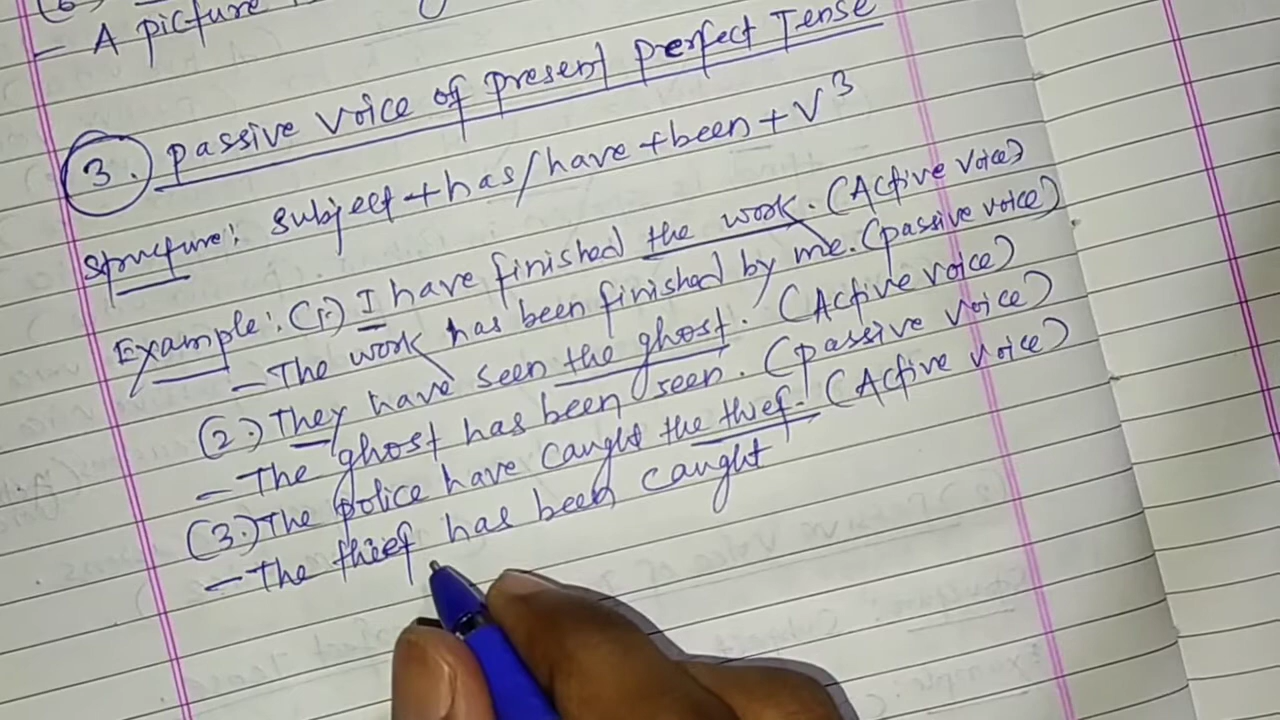 (6)
- A picture
3. passive voice of present perfect Tense
Structure: subject + has/have + been + V3
Example: (1.) I have finished the work. (Active voice)
- The work has been finished by me. (passive voice)
(2.) They have seen the ghost. (Active voice)
- The ghost has been seen. (passive voice)
(3.) The police have caught the thief. (Active voice)
- The thief has been caught